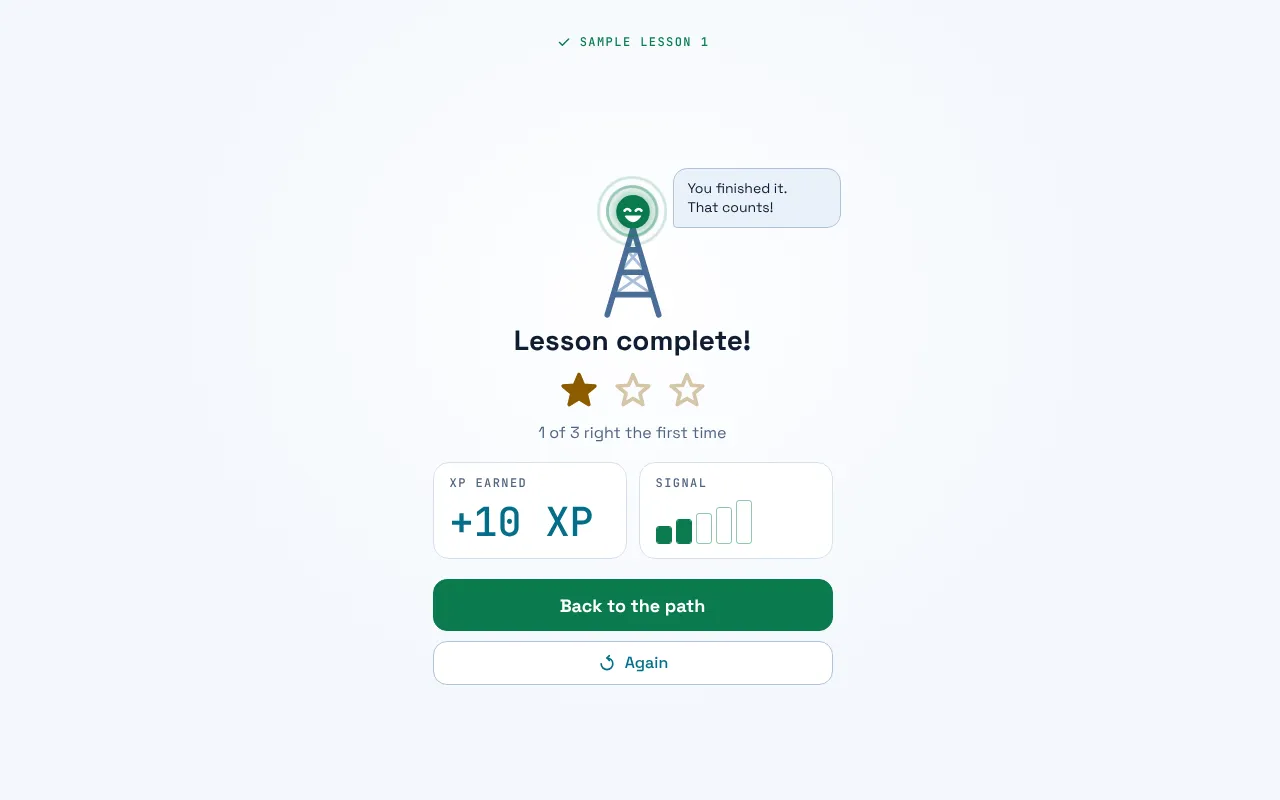 SAMPLE LESSON 1
You finished it.
That counts!
Lesson complete!
1 of 3 right the first time
XP EARNED
+10 XP
SIGNAL
Back to the path
Again